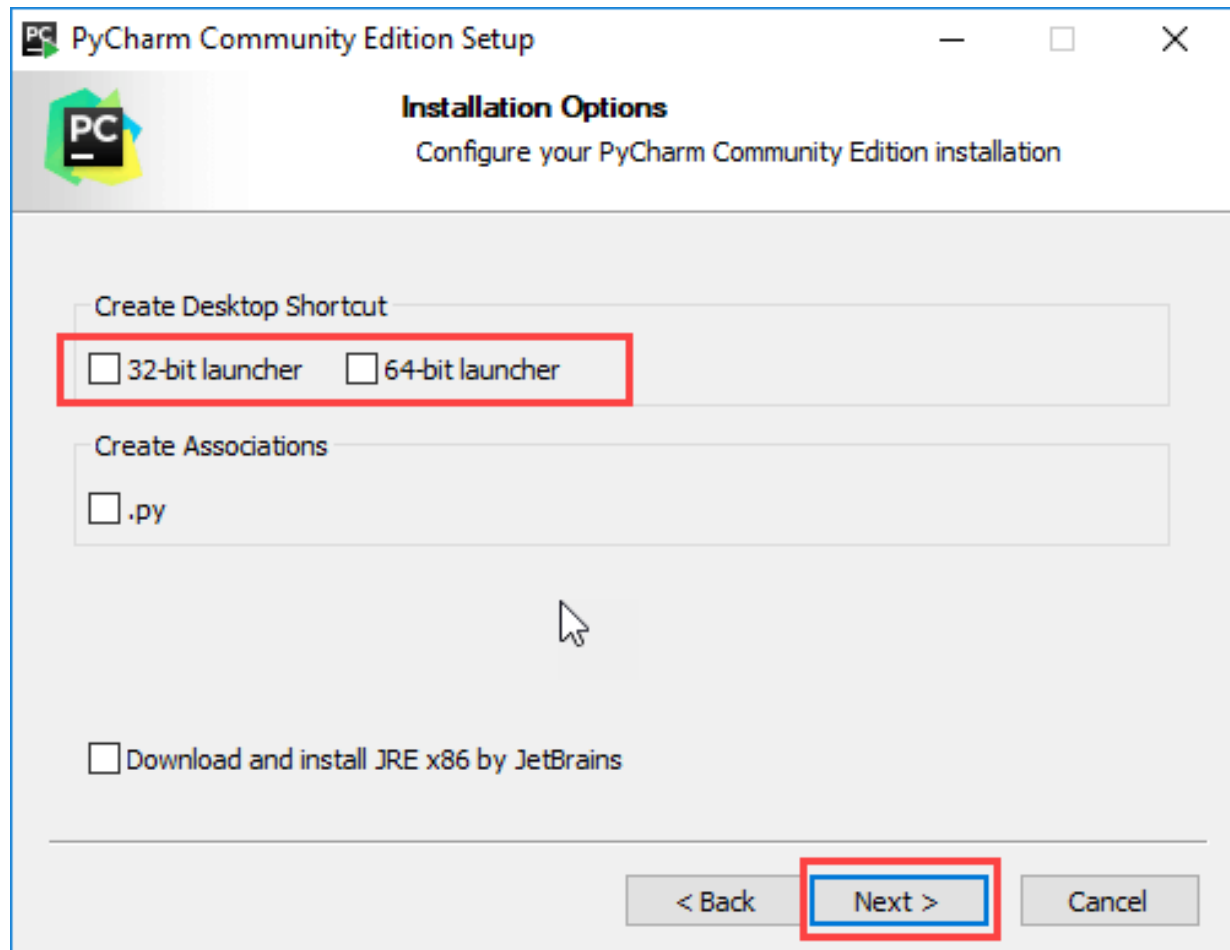 PyCharm Community Edition Setup
PC
Installation Options
Configure your PyCharm Community Edition installation
Create Desktop Shortcut
32-bit launcher 64-bit launcher
Create Associations
.py
Download and install JRE x86 by JetBrains
< Back Next > Cancel